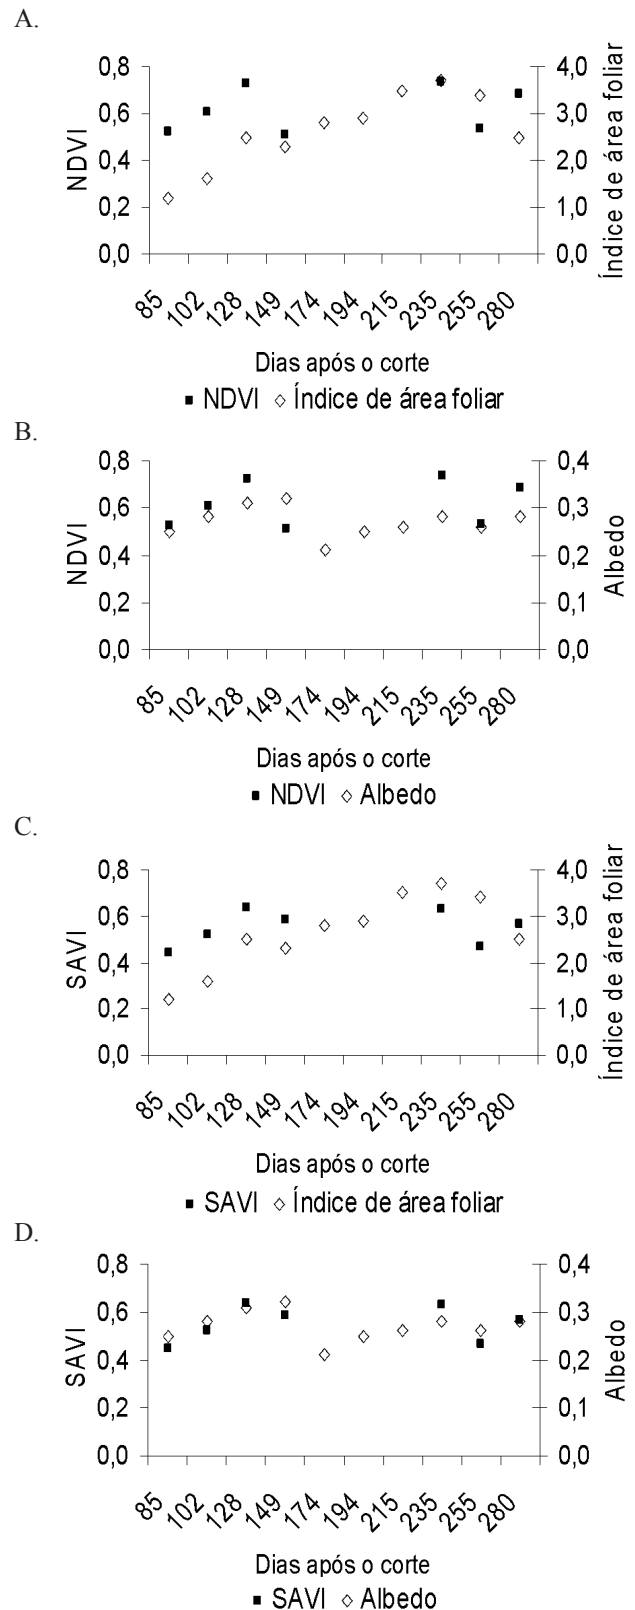 A.
0,8 4,0
0,6 3,0
0,4 2,0
0,2 1,0
0,0 0,0
NDVI
Índice de área foliar
85 102 128 149 174 194 215 235 255 280
Dias após o corte
NDVI Índice de área foliar
B.
0,8 0,4
0,6 0,3
0,4 0,2
0,2 0,1
0,0 0,0
NDVI
Albedo
85 102 128 149 174 194 215 235 255 280
Dias após o corte
NDVI Albedo
C.
0,8 4,0
0,6 3,0
0,4 2,0
0,2 1,0
0,0 0,0
SAVI
Índice de área foliar
85 102 128 149 174 194 215 235 255 280
Dias após o corte
SAVI Índice de área foliar
D.
0,8 0,4
0,6 0,3
0,4 0,2
0,2 0,1
0,0 0,0
SAVI
Albedo
85 102 128 149 174 194 215 235 255 280
Dias após o corte
SAVI Albedo